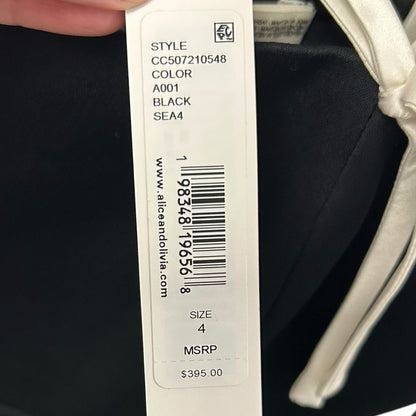 STYLE
CC507210548
COLOR
A001
BLACK
SEA4
www.aliceandolivia.com
1 98348 19656 8
SIZE
4
MSRP
$395.00